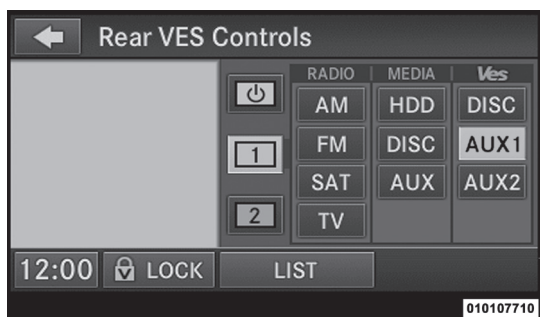 Rear VES Controls
RADIO MEDIA Ves
AM HDD DISC
1 FM DISC AUX1
SAT AUX AUX2
2 TV
12:00 LOCK LIST
010107710